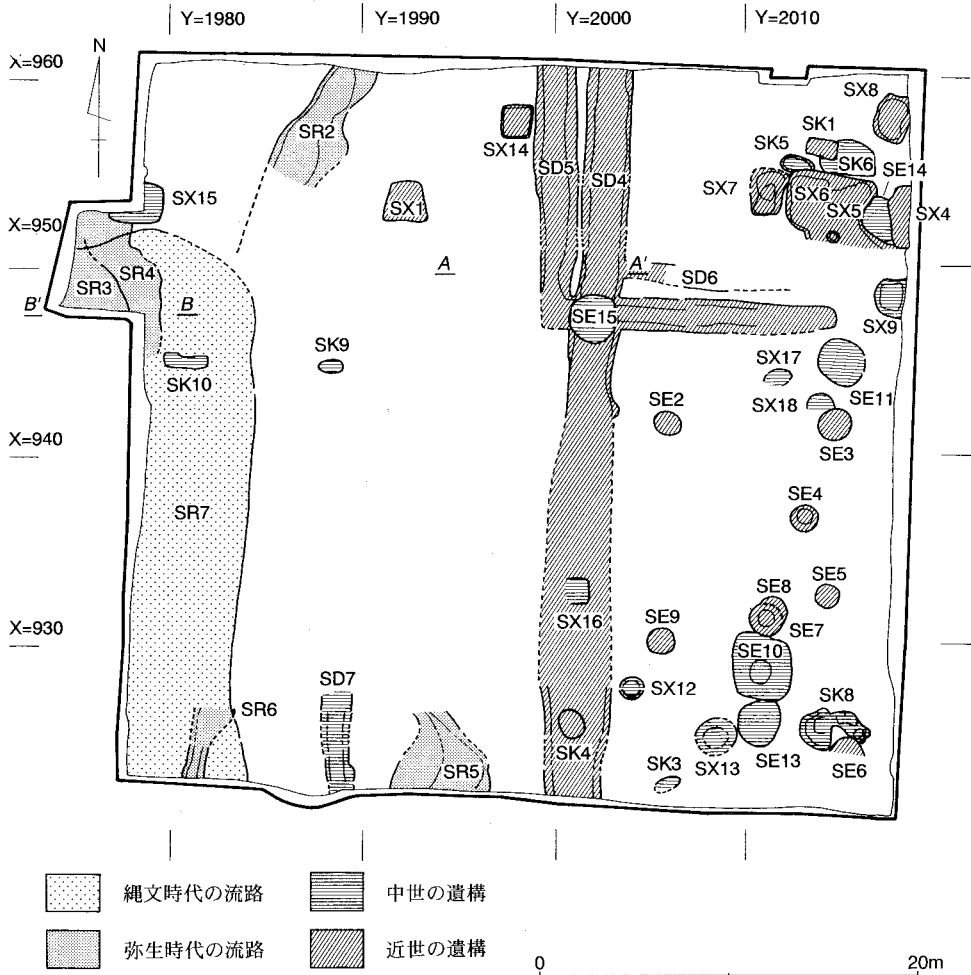 Y=1980 Y=1990 Y=2000 Y=2010
N
X=960
SX8
SR2
SK1
SX14
SK5
SK6
SE14
SD5 SD4
SX7
SX6
SX15
SX1
SX5
SX4
X=950
SR4
A A'
SD6
SR3
B' B
SE15
SX9
SK9
SX17
SK10
SX18
SE11
SE2
X=940
SE3
SE4
SR7
SE8
SE5
SX16
SE9
SE7
X=930
SE10
SD7
SX12
SK8
SR6
SK4
SR5
SK3
SX13
SE13
SE6
縄文時代の流路 中世の遺構
弥生時代の流路 近世の遺構
0 20m